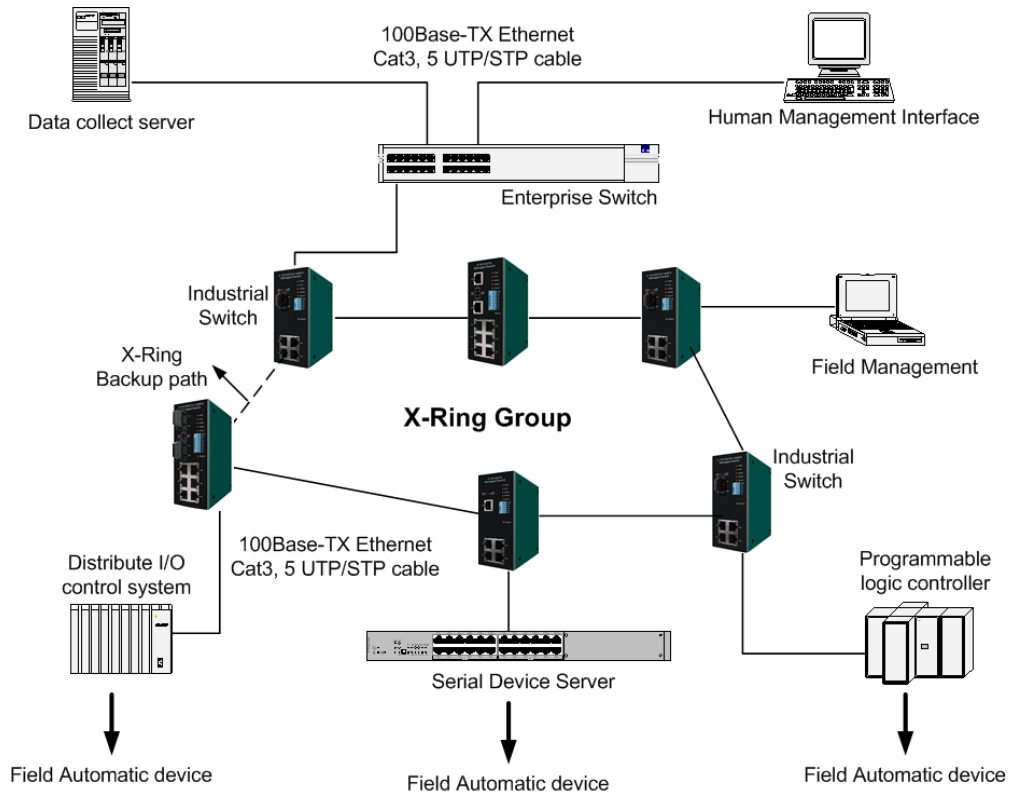 100Base-TX Ethernet
Cat3, 5 UTP/STP cable
Data collect server
Human Management Interface
Enterprise Switch
Industrial
Switch
X-Ring
Backup path
Field Management
X-Ring Group
Industrial
Switch
100Base-TX Ethernet
Cat3, 5 UTP/STP cable
Distribute I/O
control system
Programmable
logic controller
Serial Device Server
Field Automatic device
Field Automatic device
Field Automatic device